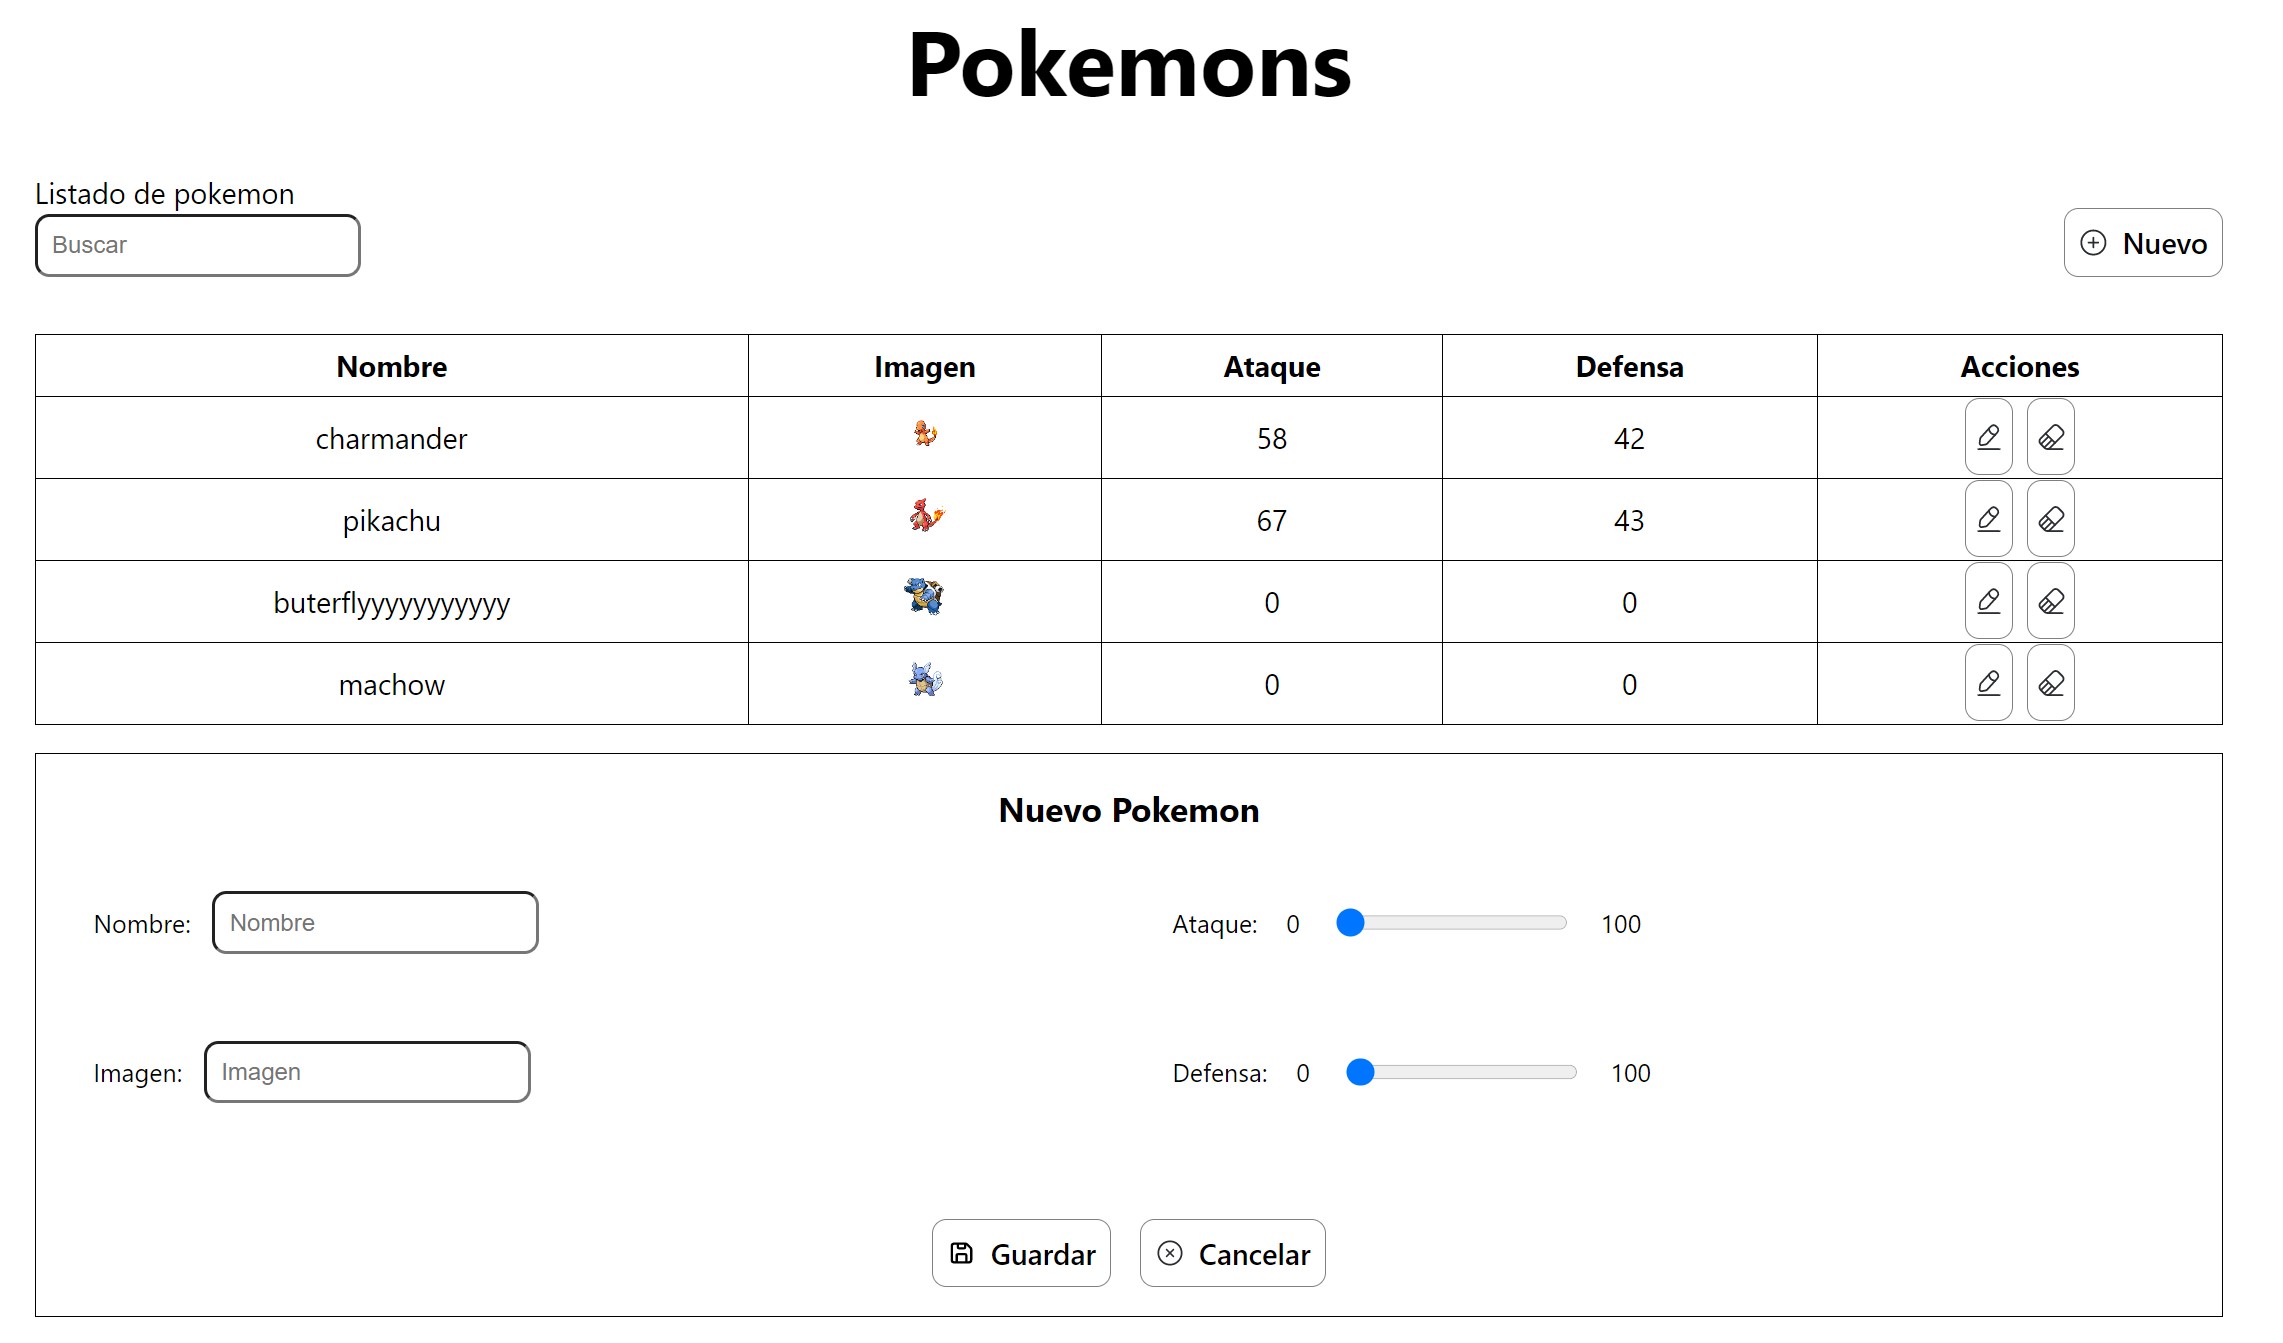 Pokemons
Listado de pokemon
Buscar
Nuevo
Nombre Imagen Ataque Defensa Acciones
charmander 58 42
pikachu 67 43
buterflyyyyyyyyyyy 0 0
machow 0 0
Nuevo Pokemon
Nombre: Nombre Ataque: 0 100
Imagen: Imagen Defensa: 0 100
Guardar Cancelar